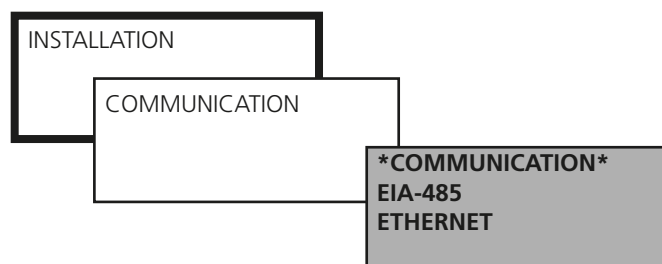 INSTALLATION
COMMUNICATION
*COMMUNICATION*
EIA-485
ETHERNET